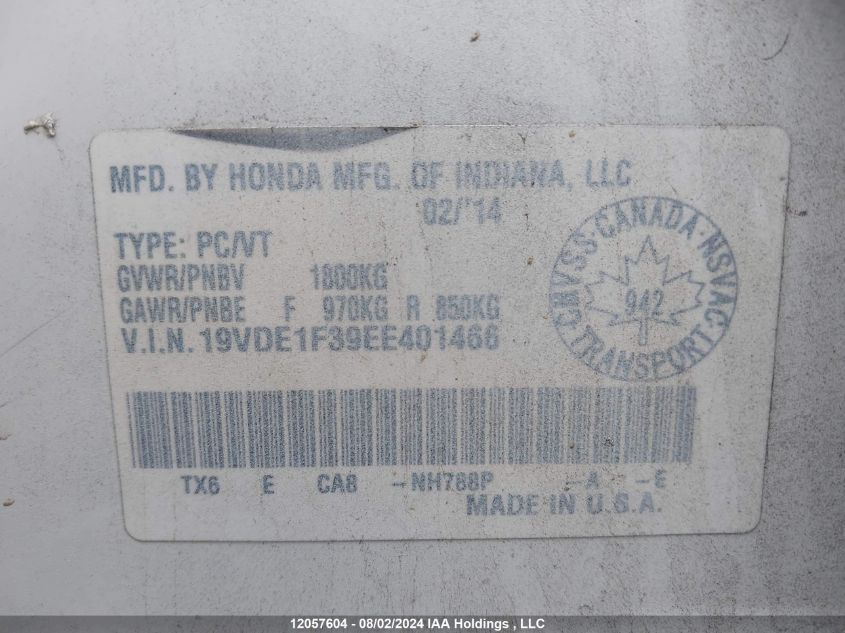 MFD. BY HONDA MFG. OF INDIANA, LLC
02/'14
TYPE: PC/VT
GVWR/PNBV 1800KG
GAWR/PNBE F 970KG R 850KG
V.I.N. 19VDE1F39EE401466
CMVSS · CANADA · NSVAC
942
TRANSPORT
TX6 E CA8 -NH788P -A -E
MADE IN U.S.A.
12057604 - 08/02/2024 IAA Holdings , LLC